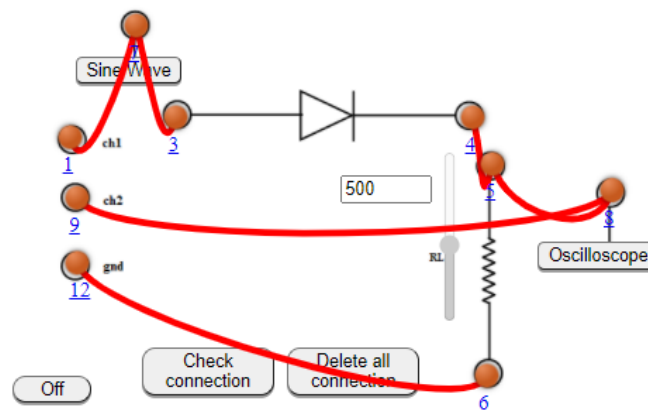 Sine Wave
3
4
1
ch1
5
500
9
ch2
8
RL
Oscilloscope
12
gnd
Check
connection
Delete all
connection
Off
6